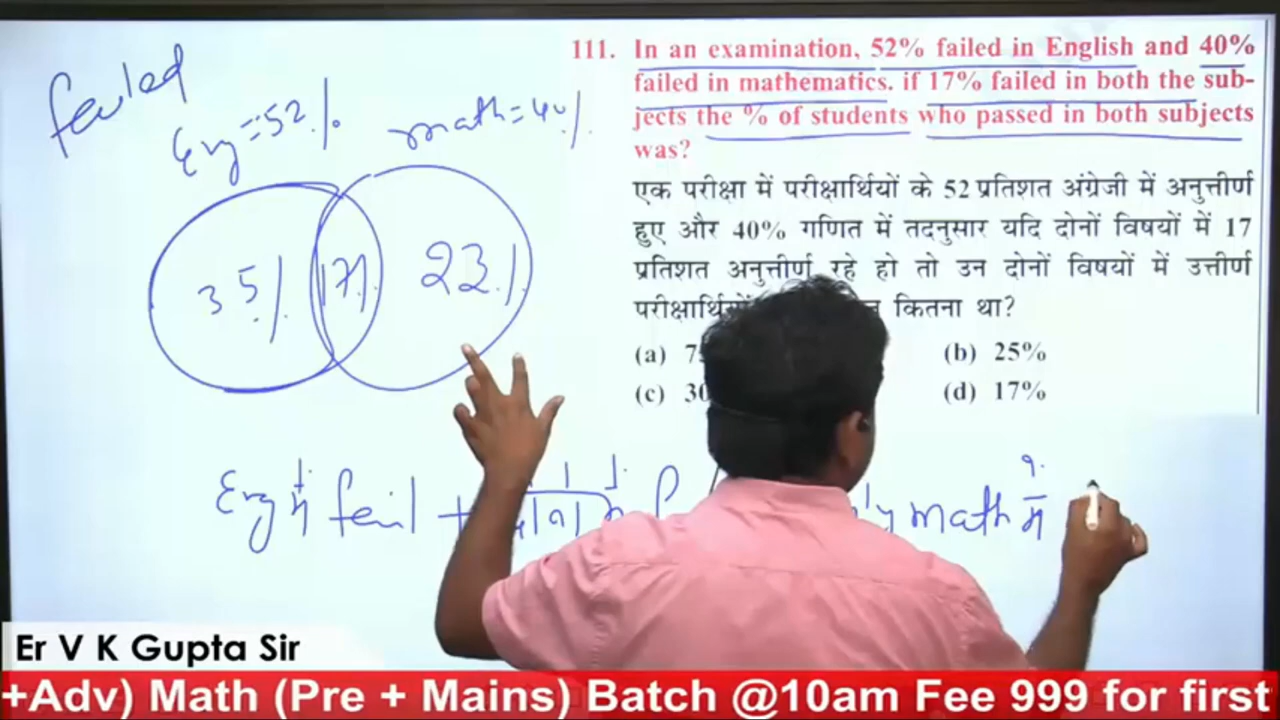 failed
Eng = 52%
math = 40%
35%
17%
23%
111. In an examination, 52% failed in English and 40%
failed in mathematics. if 17% failed in both the sub-
jects the % of students who passed in both subjects
was?
एक परीक्षा में परीक्षार्थियों के 52 प्रतिशत अंग्रेजी में अनुत्तीर्ण
हुए और 40% गणित में तदनुसार यदि दोनों विषयों में 17
प्रतिशत अनुत्तीर्ण रहे हो तो उन दोनों विषयों में उत्तीर्ण
कितना था?
(a) (b) 25%
(c) (d) 17%
Eng में fail +
math में
Er V K Gupta Sir
+Adv) Math (Pre + Mains) Batch @10am Fee 999 for first